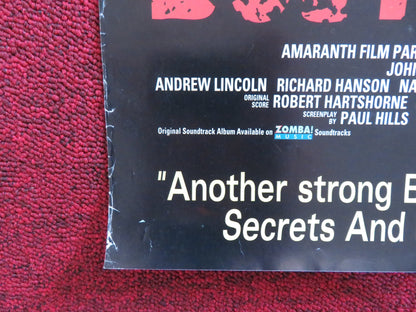 AMARANTH FILM PAR
JOHN
ANDREW LINCOLN RICHARD HANSON NA
ORIGINAL SCORE ROBERT HARTSHORNE
SCREENPLAY BY PAUL HILLS
Original Soundtrack Album Available on ZOMBA! MUSIC Soundtracks
"Another strong B
Secrets And